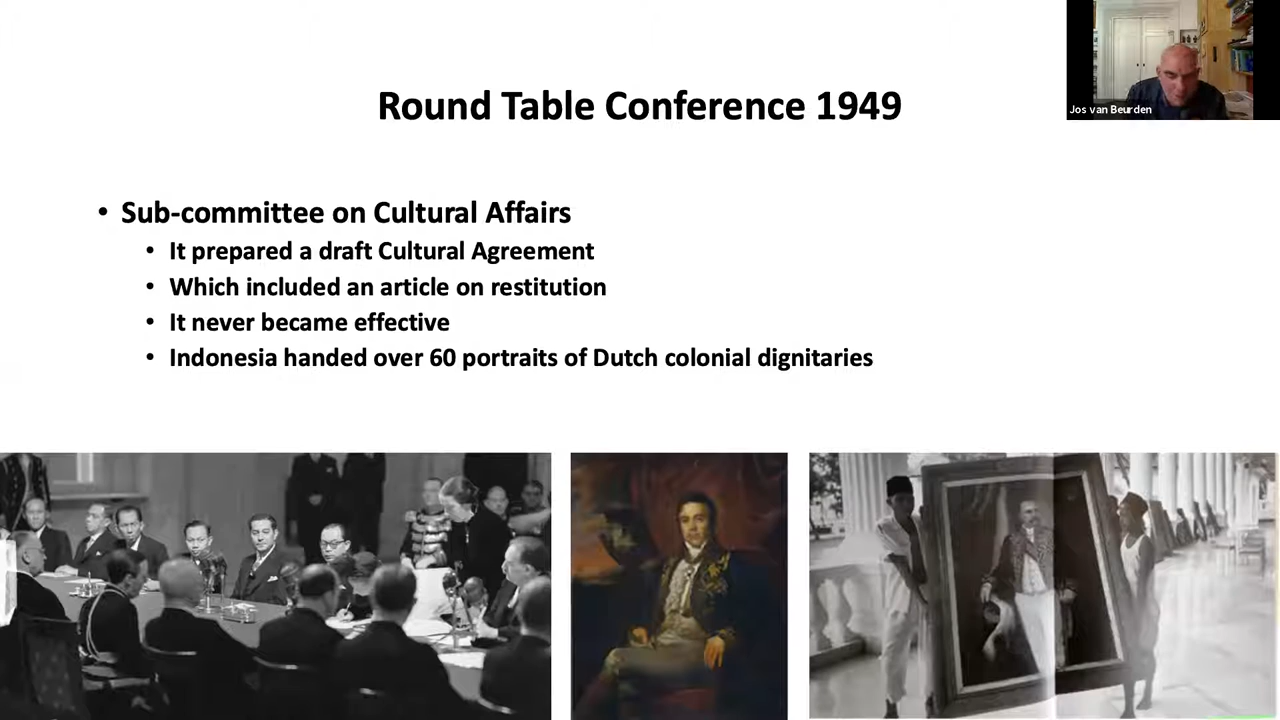 Jos van Beurden
Round Table Conference 1949
• Sub-committee on Cultural Affairs
• It prepared a draft Cultural Agreement
• Which included an article on restitution
• It never became effective
• Indonesia handed over 60 portraits of Dutch colonial dignitaries